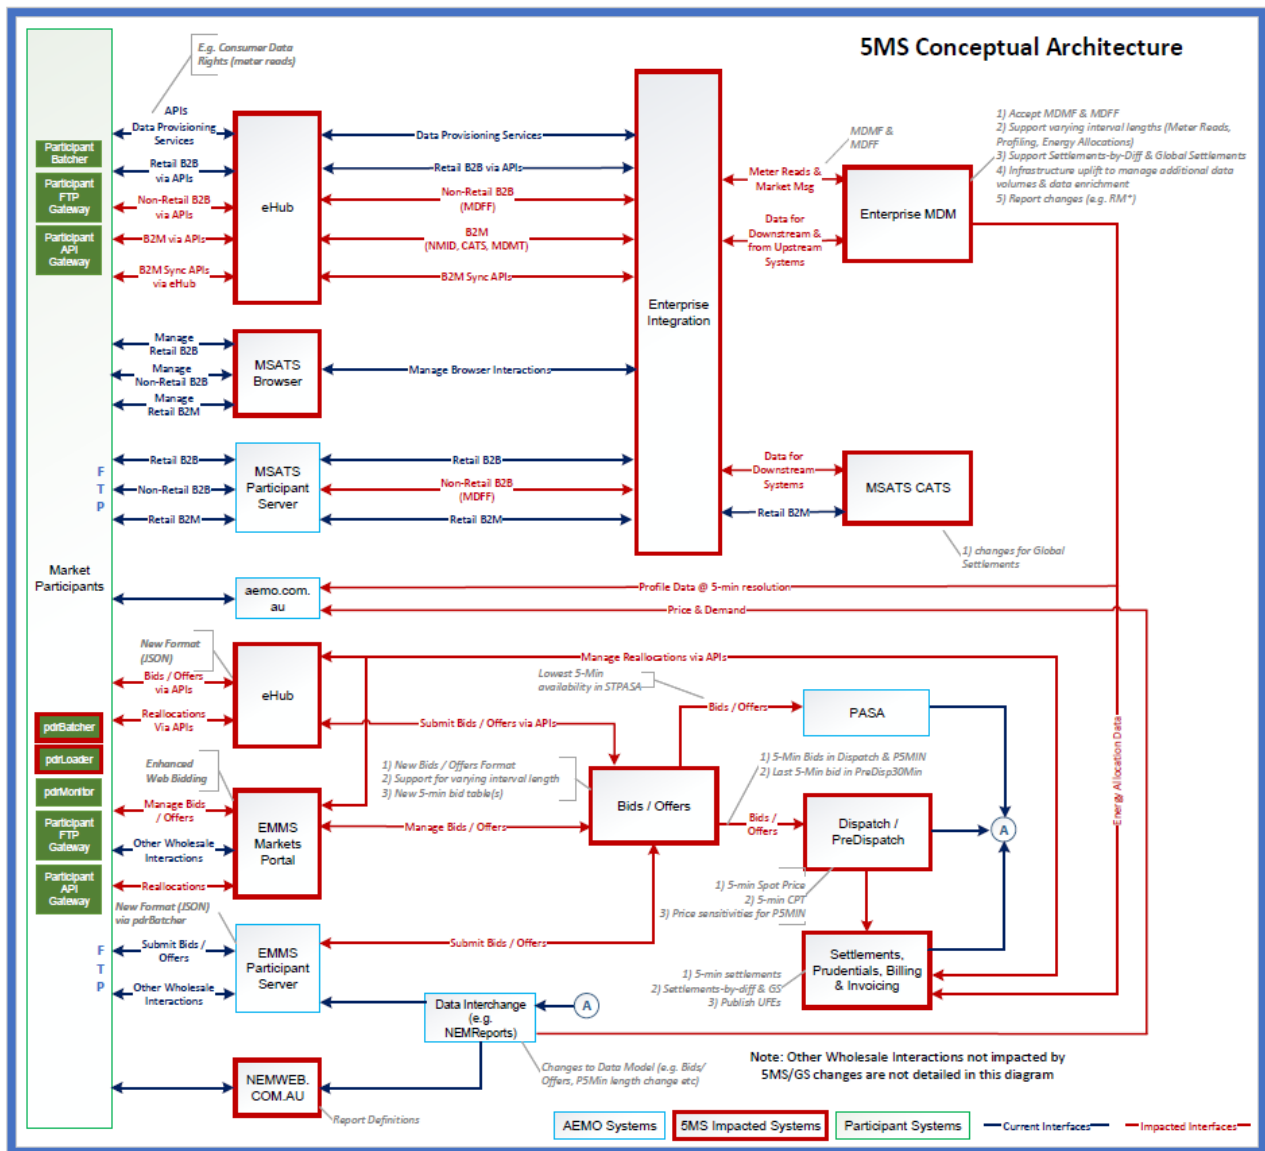 5MS Conceptual Architecture
E.g. Consumer Data
Rights (meter reads)
APIs
Data Provisioning
Services
Retail B2B
via APIs
Non-Retail B2B
via APIs
B2M via APIs
B2M Sync APIs
via eHub
Participant
Batcher
Participant
FTP
Gateway
Participant
API
Gateway
eHub
Data Provisioning Services
Retail B2B via APIs
Non-Retail B2B
(MDFF)
B2M
(NMID, CATS, MDMT)
B2M Sync APIs
Enterprise
Integration
MDMF &
MDFF
Meter Reads &
Market Msg
Data for
Downstream &
from Upstream
Systems
Enterprise MDM
1) Accept MDMF & MDFF
2) Support varying interval lengths (Meter Reads,
Profiling, Energy Allocations)
3) Support Settlements-by-Diff & Global Settlements
4) Infrastructure uplift to manage additional data
volumes & data enrichment
5) Report changes (e.g. RM*)
Manage
Retail B2B
Manage
Non-Retail B2B
Manage
Retail B2M
MSATS
Browser
Manage Browser Interactions
F
T
P
Retail B2B
Non-Retail B2B
Retail B2M
MSATS
Participant
Server
Retail B2B
Non-Retail B2B
(MDFF)
Retail B2M
Data for
Downstream
Systems
Retail B2M
MSATS CATS
1) changes for Global
Settlements
Market
Participants
aemo.com.
au
Profile Data @ 5-min resolution
Price & Demand
New Format
(JSON)
Bids / Offers
via APIs
Reallocations
Via APIs
eHub
Manage Reallocations via APIs
Submit Bids / Offers via APIs
Lowest 5-Min
availability in STPASA
Bids / Offers
PASA
pdrBatcher
pdrLoader
pdrMonitor
Participant
FTP
Gateway
Participant
API
Gateway
Enhanced
Web Bidding
Manage Bids
/ Offers
Other Wholesale
Interactions
Reallocations
EMMS
Markets
Portal
Manage Bids / Offers
1) New Bids / Offers Format
2) Support for varying interval length
3) New 5-min bid table(s)
Bids / Offers
1) 5-Min Bids in Dispatch & P5MIN
2) Last 5-Min bid in PreDisp30Min
Bids /
Offers
Dispatch /
PreDispatch
A
Energy Allocation Data
1) 5-min Spot Price
2) 5-min CPT
3) Price sensitivities for P5MIN
New Format (JSON)
via pdrBatcher
F
T
P
Submit Bids /
Offers
Other Wholesale
Interactions
EMMS
Participant
Server
Submit Bids / Offers
Settlements,
Prudentials, Billing
& Invoicing
1) 5-min settlements
2) Settlements-by-diff & GS
3) Publish UFEs
Data Interchange
(e.g.
NEMReports)
A
Changes to Data Model (e.g. Bids/
Offers, P5Min length change etc)
NEMWEB.
COM.AU
Report Definitions
Note: Other Wholesale Interactions not impacted by
5MS/GS changes are not detailed in this diagram
AEMO Systems
5MS Impacted Systems
Participant Systems
Current Interfaces
Impacted Interfaces